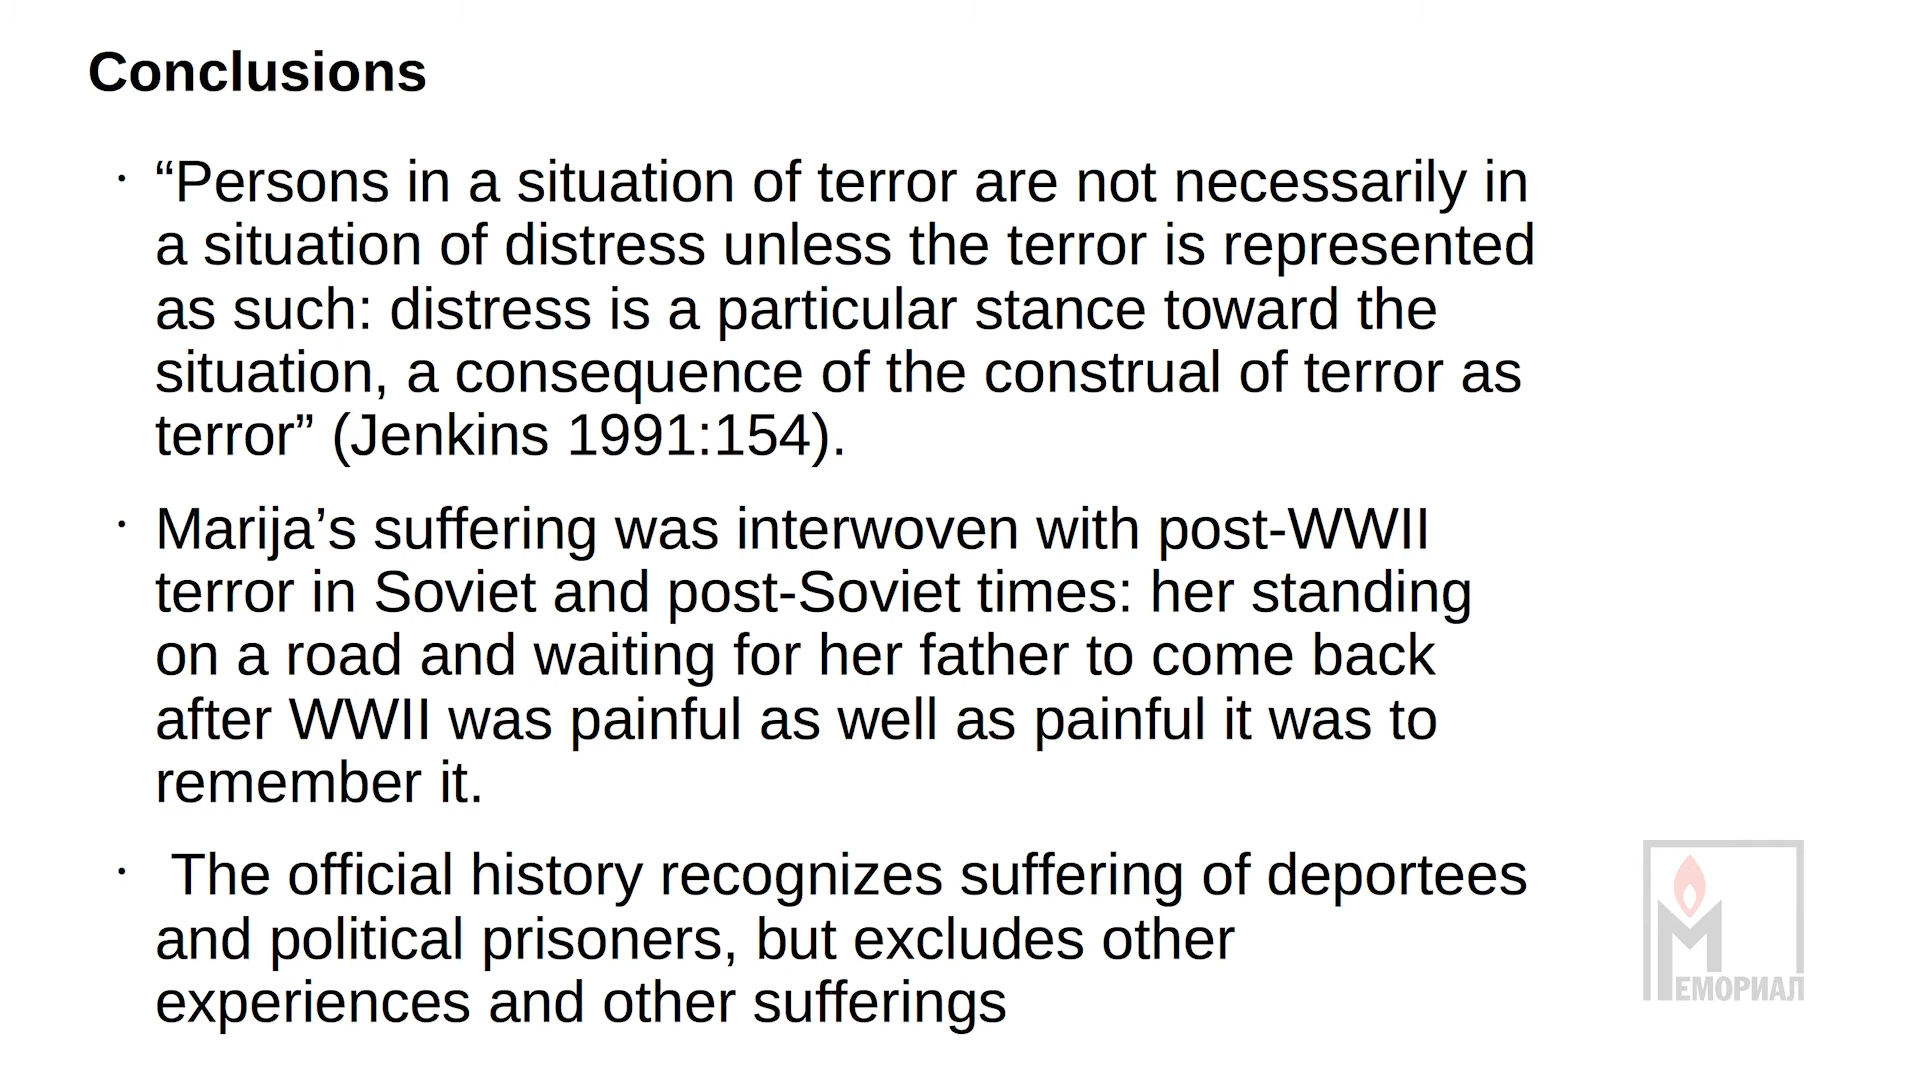 Conclusions
· “Persons in a situation of terror are not necessarily in
a situation of distress unless the terror is represented
as such: distress is a particular stance toward the
situation, a consequence of the construal of terror as
terror” (Jenkins 1991:154).
· Marija’s suffering was interwoven with post-WWII
terror in Soviet and post-Soviet times: her standing
on a road and waiting for her father to come back
after WWII was painful as well as painful it was to
remember it.
· The official history recognizes suffering of deportees
and political prisoners, but excludes other
experiences and other sufferings
МЕМОРИАЛ